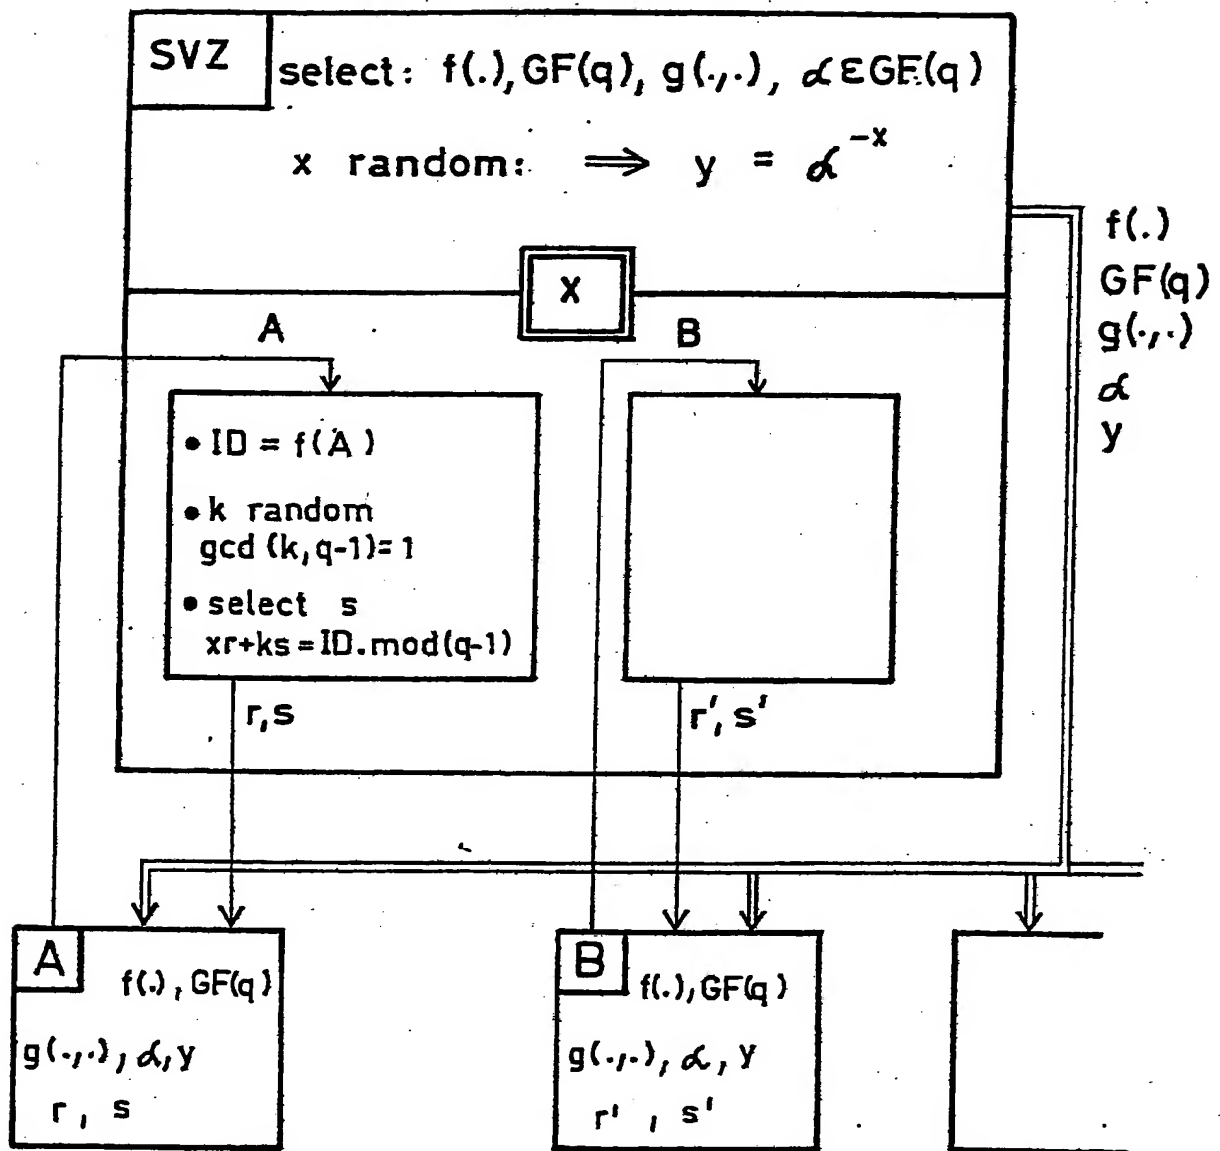 SVZ
select: f(.), GF(q), g(.,.), α ε GF(q)
x random: ⟹ y = α⁻ˣ
f(.)
GF(q)
g(.,.)
α
y
X
A
B
• ID = f(A)
• k random
gcd (k, q-1) = 1
• select s
xr+ks = ID.mod(q-1)
r,s
r', s'
A
f(.), GF(q)
g(.,.), α, y
r, s
B
f(.), GF(q)
g(.,.), α, y
r' , s'